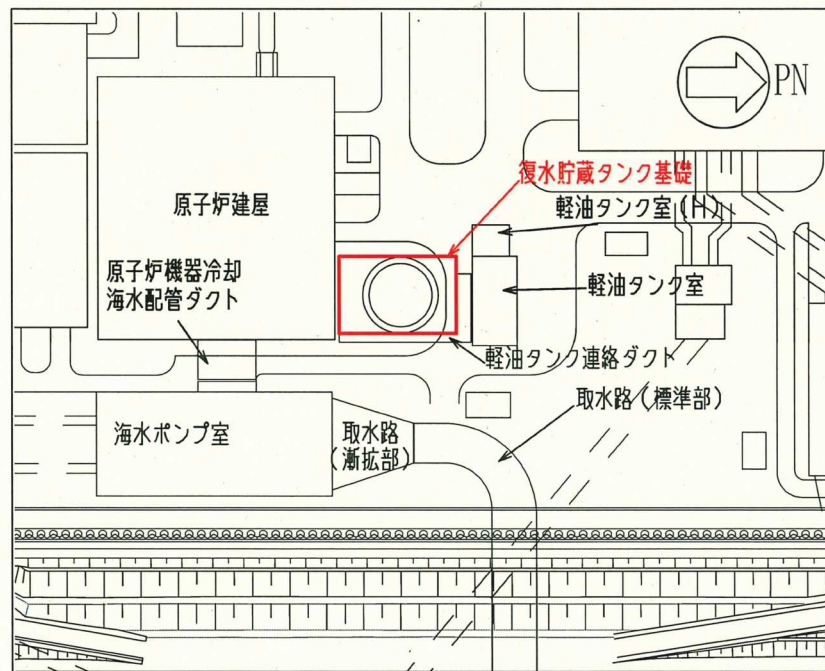 PN
復水貯蔵タンク基礎
軽油タンク室(H)
原子炉建屋
原子炉機器冷却
海水配管ダクト
軽油タンク室
軽油タンク連絡ダクト
取水路(標準部)
海水ポンプ室
取水路
(漸拡部)